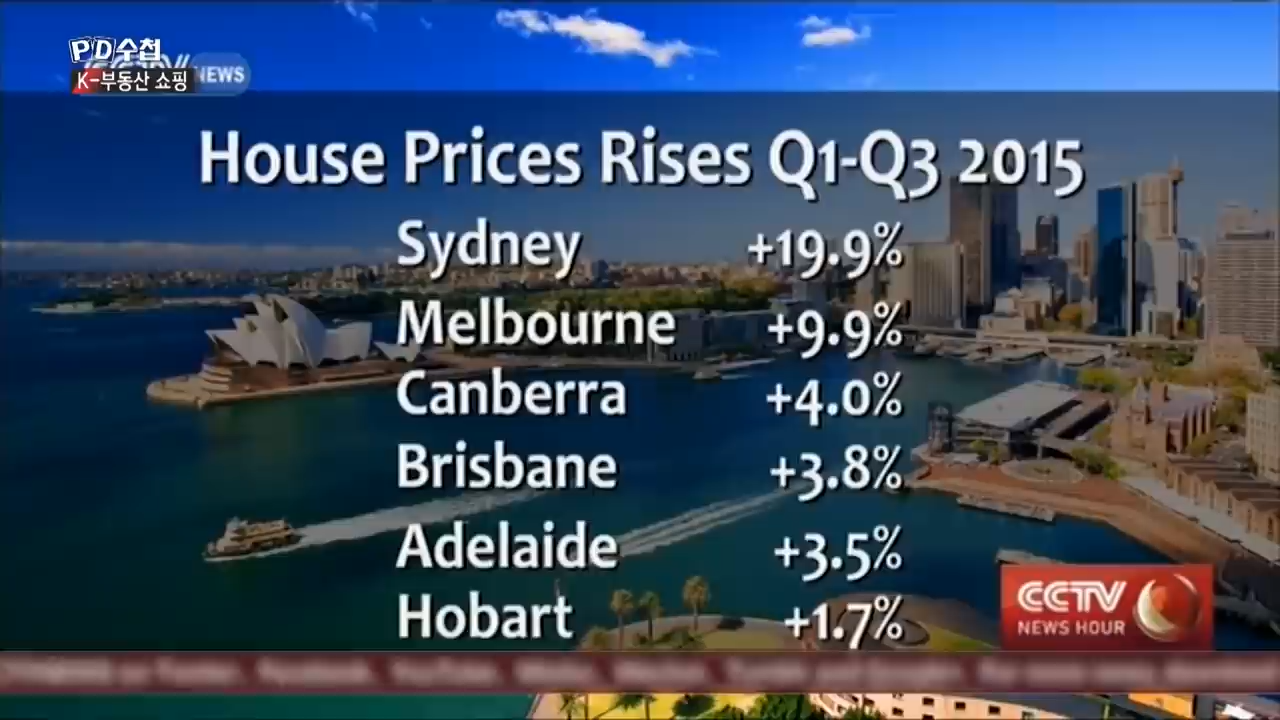 PD수첩
K-부동산 쇼핑
NEWS
House Prices Rises Q1-Q3 2015
Sydney +19.9%
Melbourne +9.9%
Canberra +4.0%
Brisbane +3.8%
Adelaide +3.5%
Hobart +1.7%
CCTV
NEWS HOUR